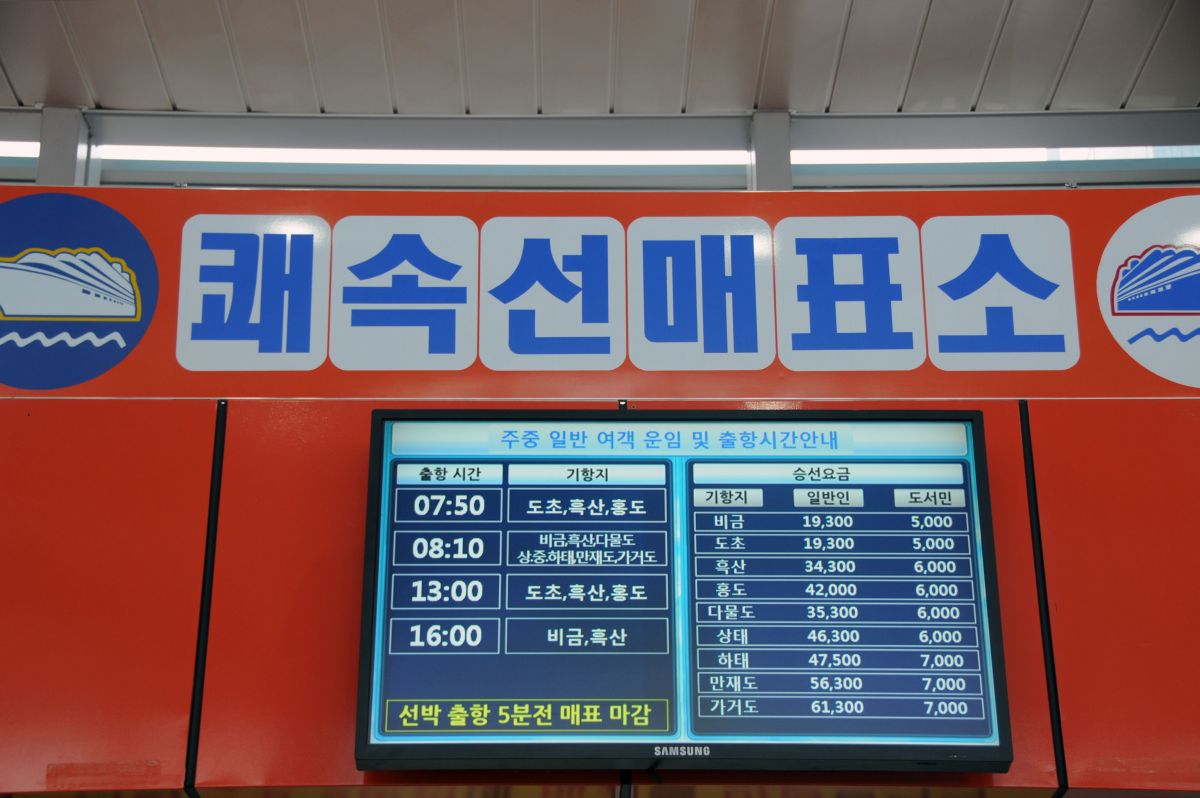 쾌속선매표소
주중 일반 여객 운임 및 출항시간안내
출항 시간 기항지
07:50 도초,흑산,홍도
08:10 비금,흑산,다물도
상.중.하태,만재도,가거도
13:00 도초,흑산,홍도
16:00 비금,흑산
선박 출항 5분전 매표 마감
승선요금
기항지 일반인 도서민
비금 19,300 5,000
도초 19,300 5,000
흑산 34,300 6,000
홍도 42,000 6,000
다물도 35,300 6,000
상태 46,300 6,000
하태 47,500 7,000
만재도 56,300 7,000
가거도 61,300 7,000
SAMSUNG